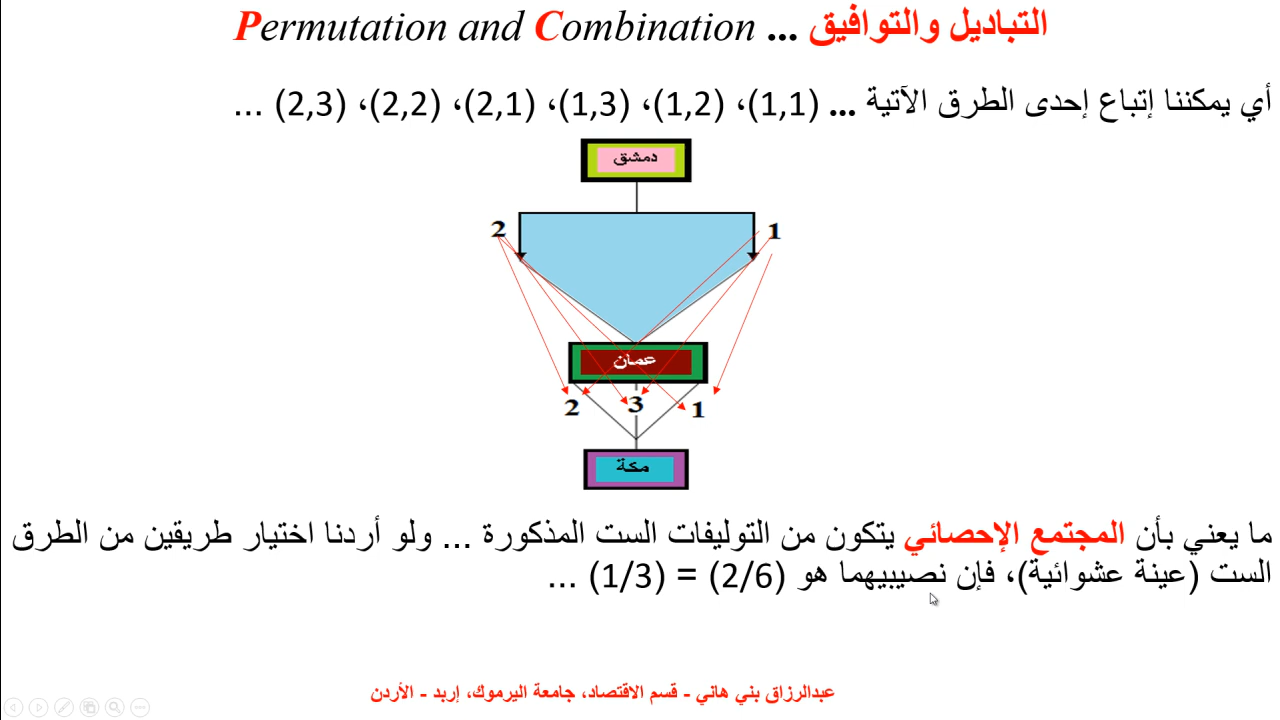 التباديل والتوافيق ... Permutation and Combination
أي يمكننا إتباع إحدى الطرق الآتية ... (1,1)، (1,2)، (1,3)، (2,1)، (2,2)، (2,3) ...
دمشق
2
1
عمان
2
3
1
مكة
ما يعني بأن المجتمع الإحصائي يتكون من التوليفات الست المذكورة ... ولو أردنا اختيار طريقين من الطرق
الست (عينة عشوائية)، فإن نصيبيهما هو (2/6) = (1/3) ...
عبدالرزاق بني هاني - قسم الاقتصاد، جامعة اليرموك، إربد - الأردن